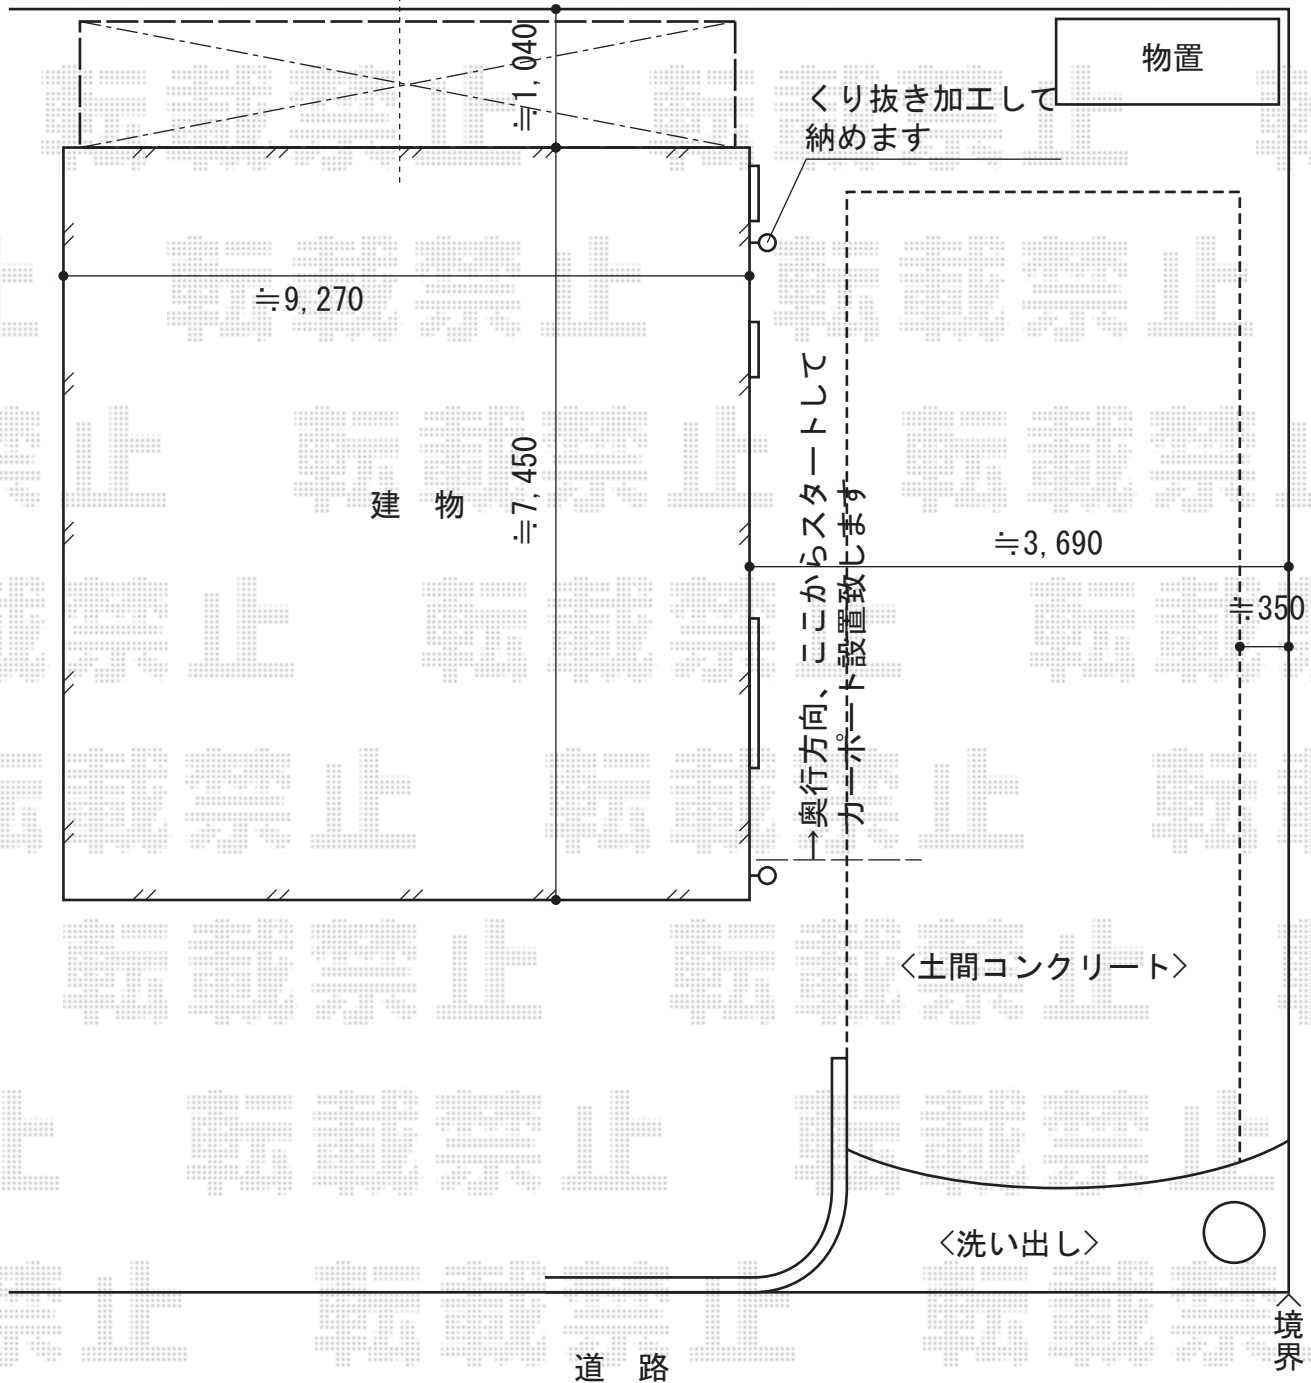 物置
≒1,040
くり抜き加工して
納めます
≒9,270
建 物
≒7,450
→奥行方向、ここからスタートして
カーポート設置致します
≒3,690
≒350
<土間コンクリート>
<洗い出し>
境界
道 路
転載禁止